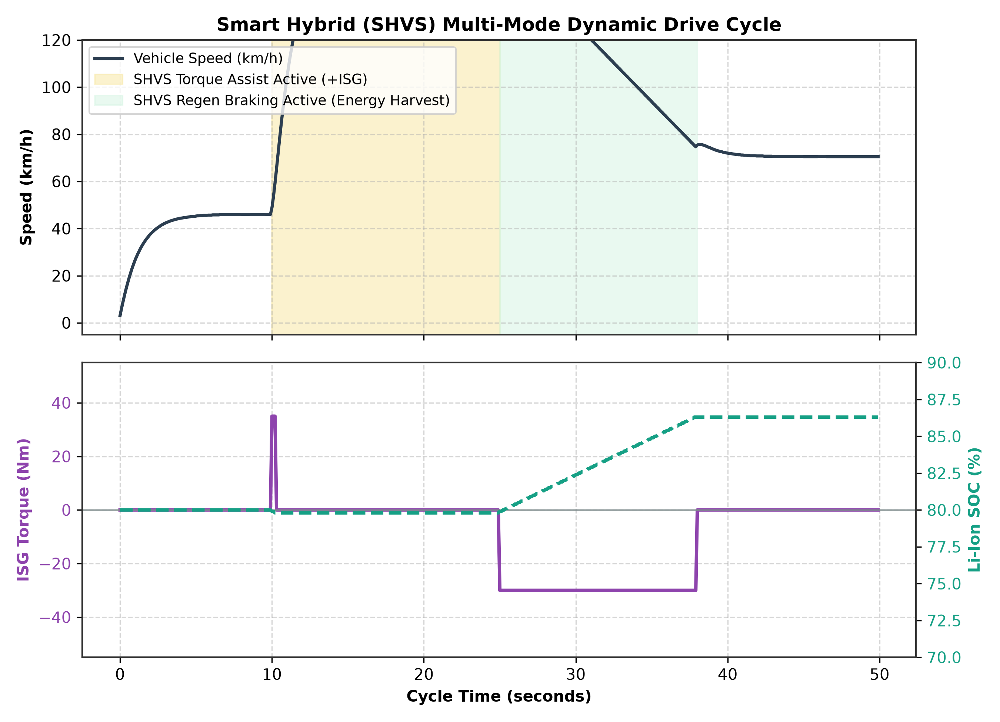 Smart Hybrid (SHVS) Multi-Mode Dynamic Drive Cycle
120
100
80
60
40
20
0
Speed (km/h)
Vehicle Speed (km/h)
SHVS Torque Assist Active (+ISG)
SHVS Regen Braking Active (Energy Harvest)
40
20
0
−20
−40
ISG Torque (Nm)
90.0
87.5
85.0
82.5
80.0
77.5
75.0
72.5
70.0
Li-Ion SOC (%)
0 10 20 30 40 50
Cycle Time (seconds)